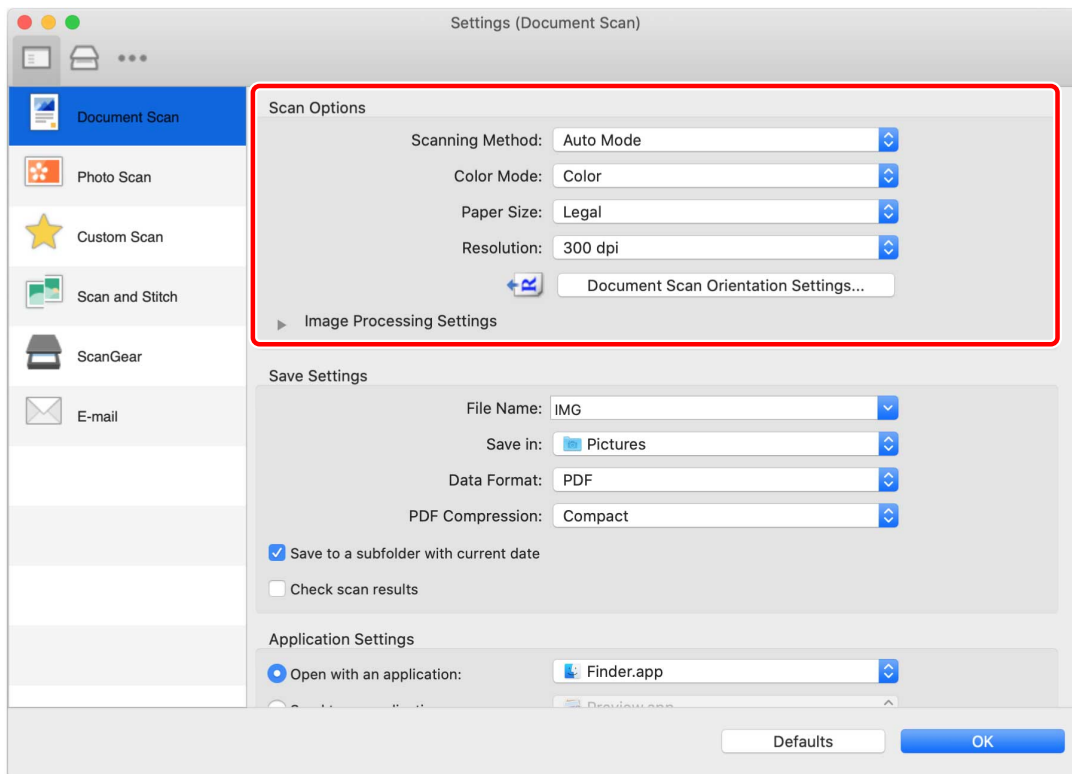 Settings (Document Scan)
Document Scan
Photo Scan
Custom Scan
Scan and Stitch
ScanGear
E-mail
Scan Options
Scanning Method: Auto Mode
Color Mode: Color
Paper Size: Legal
Resolution: 300 dpi
R Document Scan Orientation Settings...
Image Processing Settings
Save Settings
File Name: IMG
Save in: Pictures
Data Format: PDF
PDF Compression: Compact
Save to a subfolder with current date
Check scan results
Application Settings
Open with an application: Finder.app
Preview.app
Defaults OK